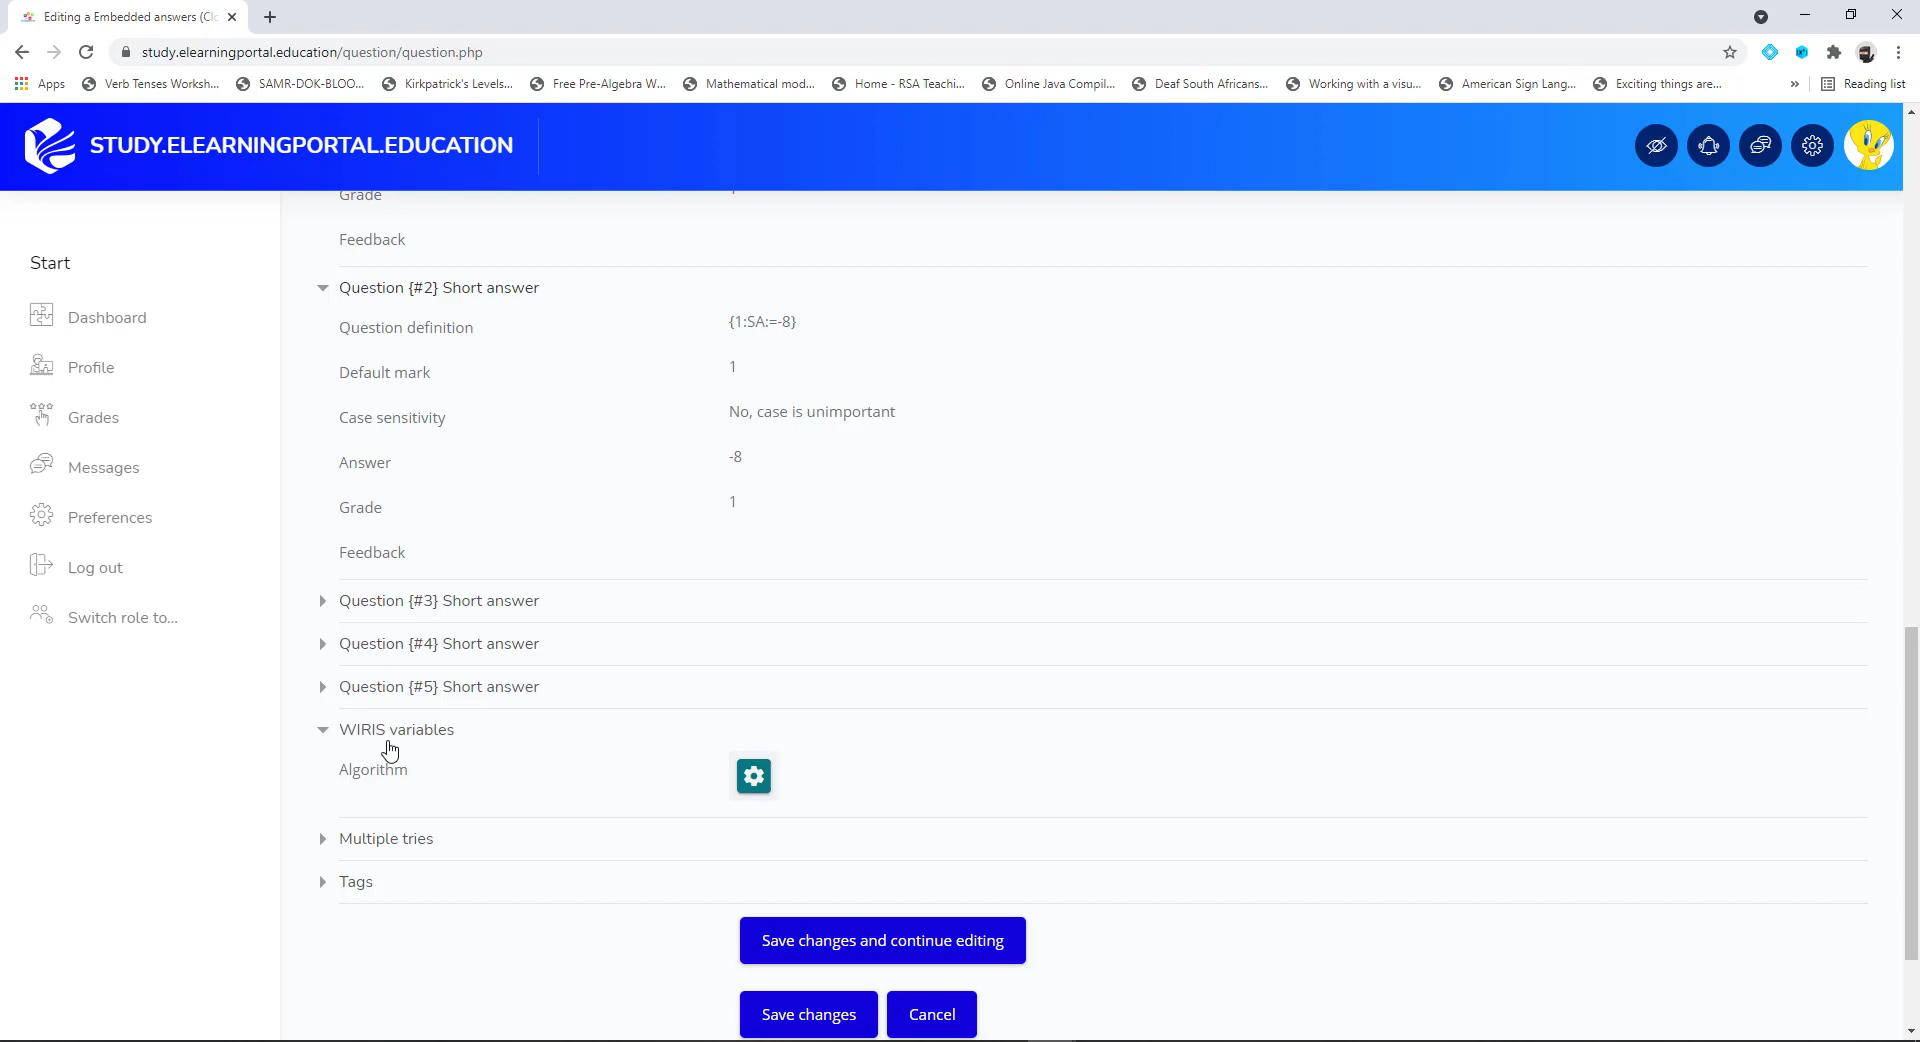 Editing a Embedded answers (Clo
study.elearningportal.education/question/question.php
Apps
Verb Tenses Worksh...
SAMR-DOK-BLOO...
Kirkpatrick's Levels...
Free Pre-Algebra W...
Mathematical mod...
Home - RSA Teachi...
Online Java Compil...
Deaf South Africans...
Working with a visu...
American Sign Lang...
Exciting things are...
»
Reading list
STUDY.ELEARNINGPORTAL.EDUCATION
Start
Dashboard
Profile
Grades
Messages
Preferences
Log out
Switch role to...
Grade
Feedback
Question {#2} Short answer
Question definition {1:SA:=-8}
Default mark 1
Case sensitivity No, case is unimportant
Answer -8
Grade 1
Feedback
Question {#3} Short answer
Question {#4} Short answer
Question {#5} Short answer
WIRIS variables
Algorithm
Multiple tries
Tags
Save changes and continue editing
Save changes Cancel